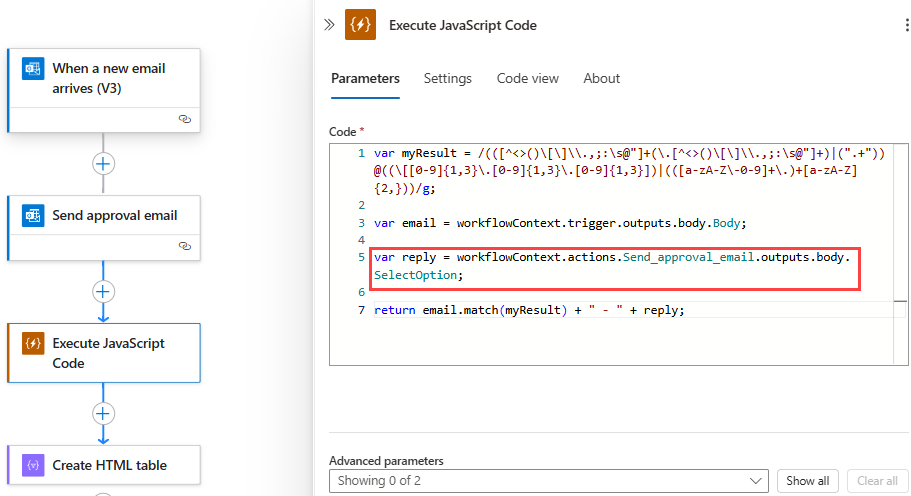 When a new email
arrives (V3)
Send approval email
Execute JavaScript
Code
Create HTML table
Execute JavaScript Code
Parameters Settings Code view About
Code *
1 var myResult = /(([^<>()\[\]\\.,;:\s@"]+(\.[^<>()\[\]\\.,;:\s@"]+)|(".+"))
@((\[[0-9]{1,3}\.[0-9]{1,3}\.[0-9]{1,3}])|(([a-zA-Z\-0-9]+\.)+[a-zA-Z]
{2,}))/g;
2
3 var email = workflowContext.trigger.outputs.body.Body;
4
5 var reply = workflowContext.actions.Send_approval_email.outputs.body.
SelectOption;
6
7 return email.match(myResult) + " - " + reply;
Advanced parameters
Showing 0 of 2 Show all Clear all